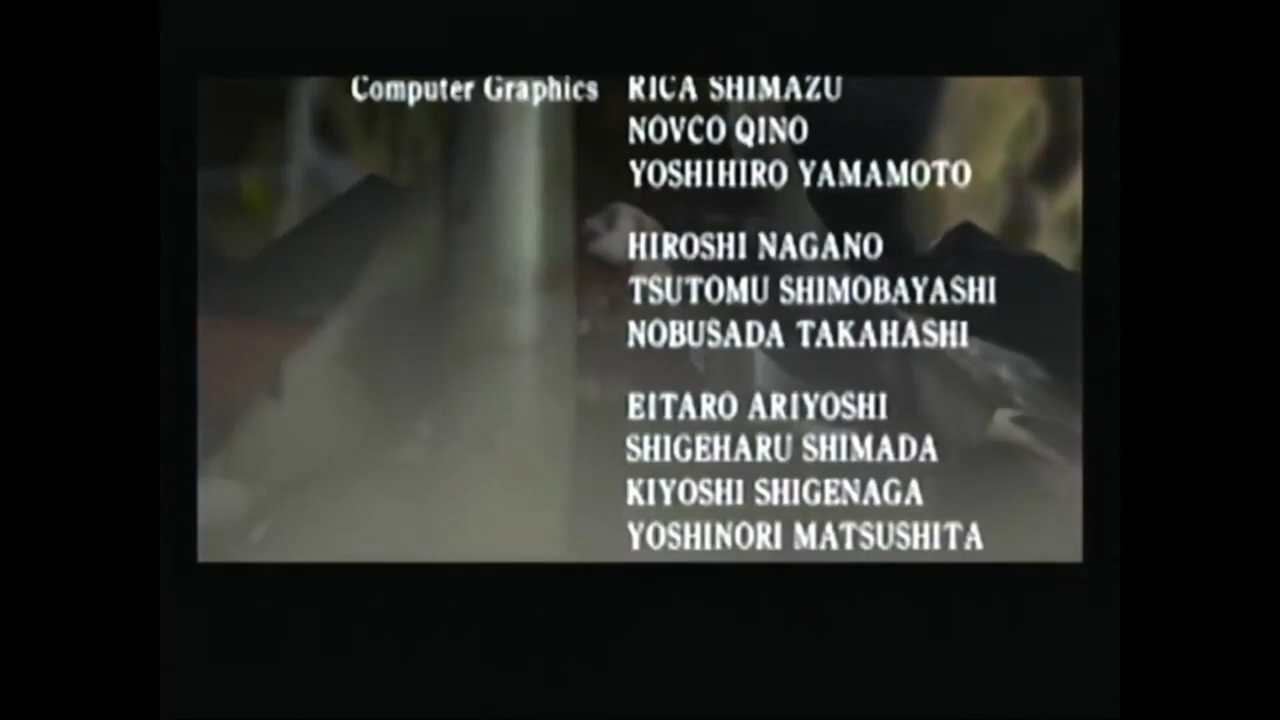 Computer Graphics RICA SHIMAZU
NOVCO QINO
YOSHIHIRO YAMAMOTO
HIROSHI NAGANO
TSUTOMU SHIMOBAYASHI
NOBUSADA TAKAHASHI
EITARO ARIYOSHI
SHIGEHARU SHIMADA
KIYOSHI SHIGENAGA
YOSHINORI MATSUSHITA